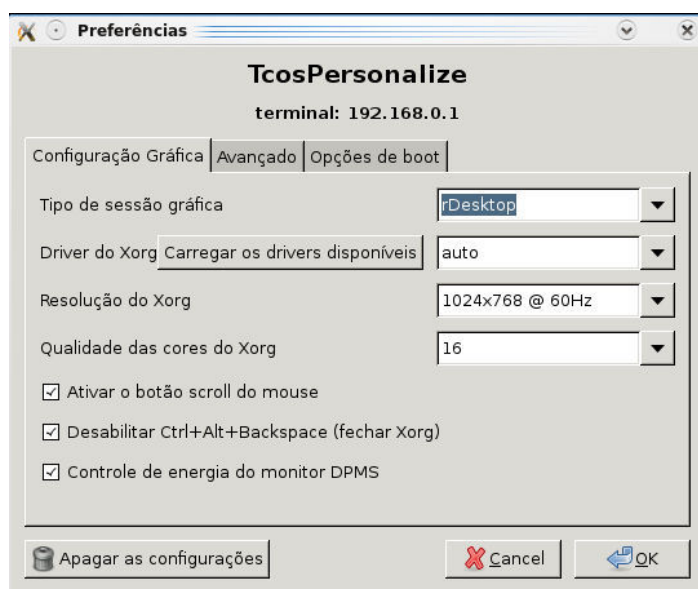 Preferências
TcosPersonalize
terminal: 192.168.0.1
Configuração Gráfica Avançado Opções de boot
Tipo de sessão gráfica rDesktop
Driver do Xorg Carregar os drivers disponíveis auto
Resolução do Xorg 1024x768 @ 60Hz
Qualidade das cores do Xorg 16
Ativar o botão scroll do mouse
Desabilitar Ctrl+Alt+Backspace (fechar Xorg)
Controle de energia do monitor DPMS
Apagar as configurações Cancel OK